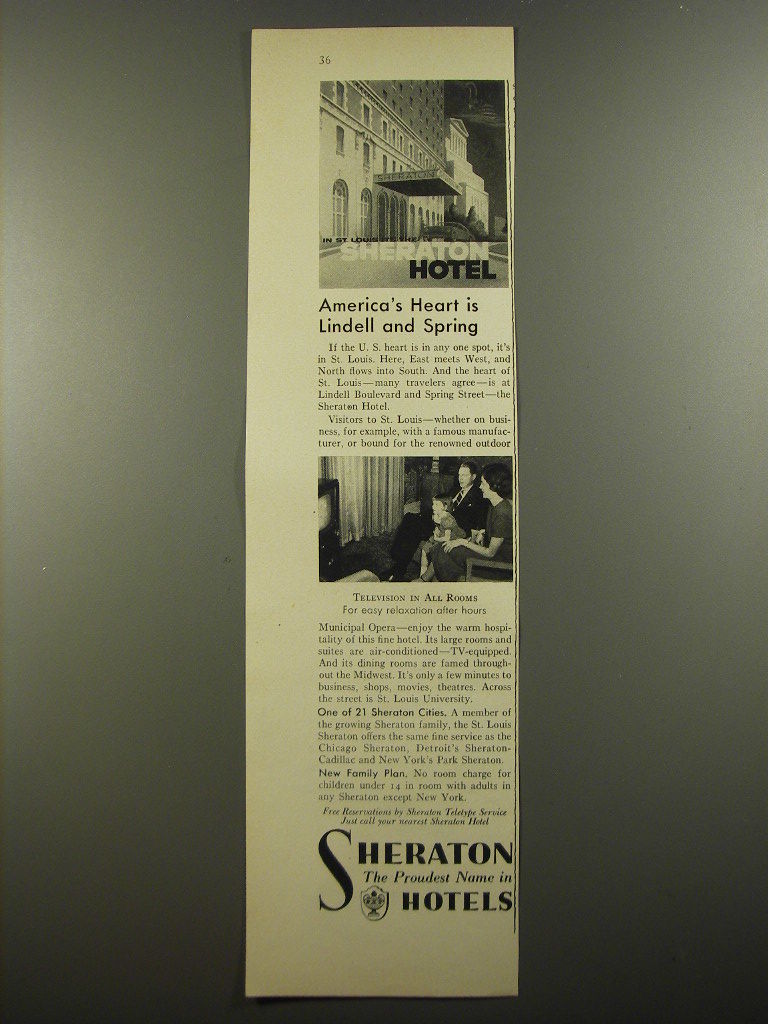 36
SHERATON
IN ST. LOUIS IT'S THE
SHERATON
HOTEL
America's Heart is
Lindell and Spring
If the U. S. heart is in any one spot, it's
in St. Louis. Here, East meets West, and
North flows into South. And the heart of
St. Louis—many travelers agree—is at
Lindell Boulevard and Spring Street—the
Sheraton Hotel.
Visitors to St. Louis—whether on busi-
ness, for example, with a famous manufac-
turer, or bound for the renowned outdoor
TELEVISION IN ALL ROOMS
For easy relaxation after hours
Municipal Opera—enjoy the warm hospi-
tality of this fine hotel. Its large rooms and
suites are air-conditioned—TV-equipped.
And its dining rooms are famed through-
out the Midwest. It's only a few minutes to
business, shops, movies, theatres. Across
the street is St. Louis University.
One of 21 Sheraton Cities. A member of
the growing Sheraton family, the St. Louis
Sheraton offers the same fine service as the
Chicago Sheraton, Detroit's Sheraton-
Cadillac and New York's Park Sheraton.
New Family Plan. No room charge for
children under 14 in room with adults in
any Sheraton except New York.
Free Reservations by Sheraton Teletype Service
Just call your nearest Sheraton Hotel
SHERATON
The Proudest Name in
HOTELS